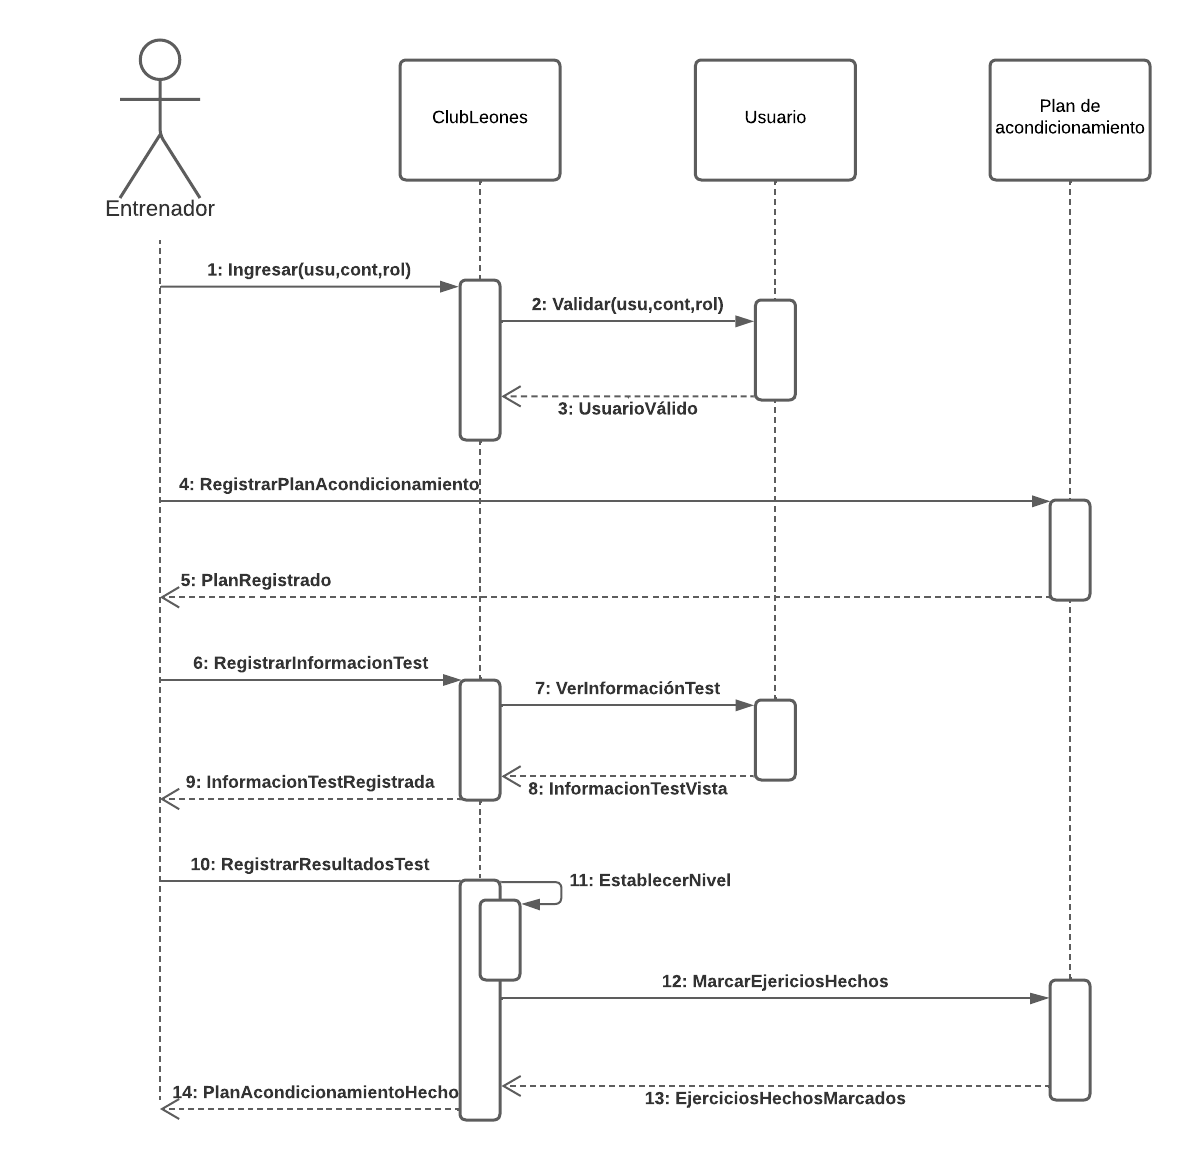 Entrenador
ClubLeones
Usuario
Plan de
acondicionamiento
1: Ingresar(usu,cont,rol)
2: Validar(usu,cont,rol)
3: UsuarioVálido
4: RegistrarPlanAcondicionamiento
5: PlanRegistrado
6: RegistrarInformacionTest
7: VerInformaciónTest
8: InformacionTestVista
9: InformacionTestRegistrada
10: RegistrarResultadosTest
11: EstablecerNivel
12: MarcarEjericiosHechos
13: EjerciciosHechosMarcados
14: PlanAcondicionamientoHecho